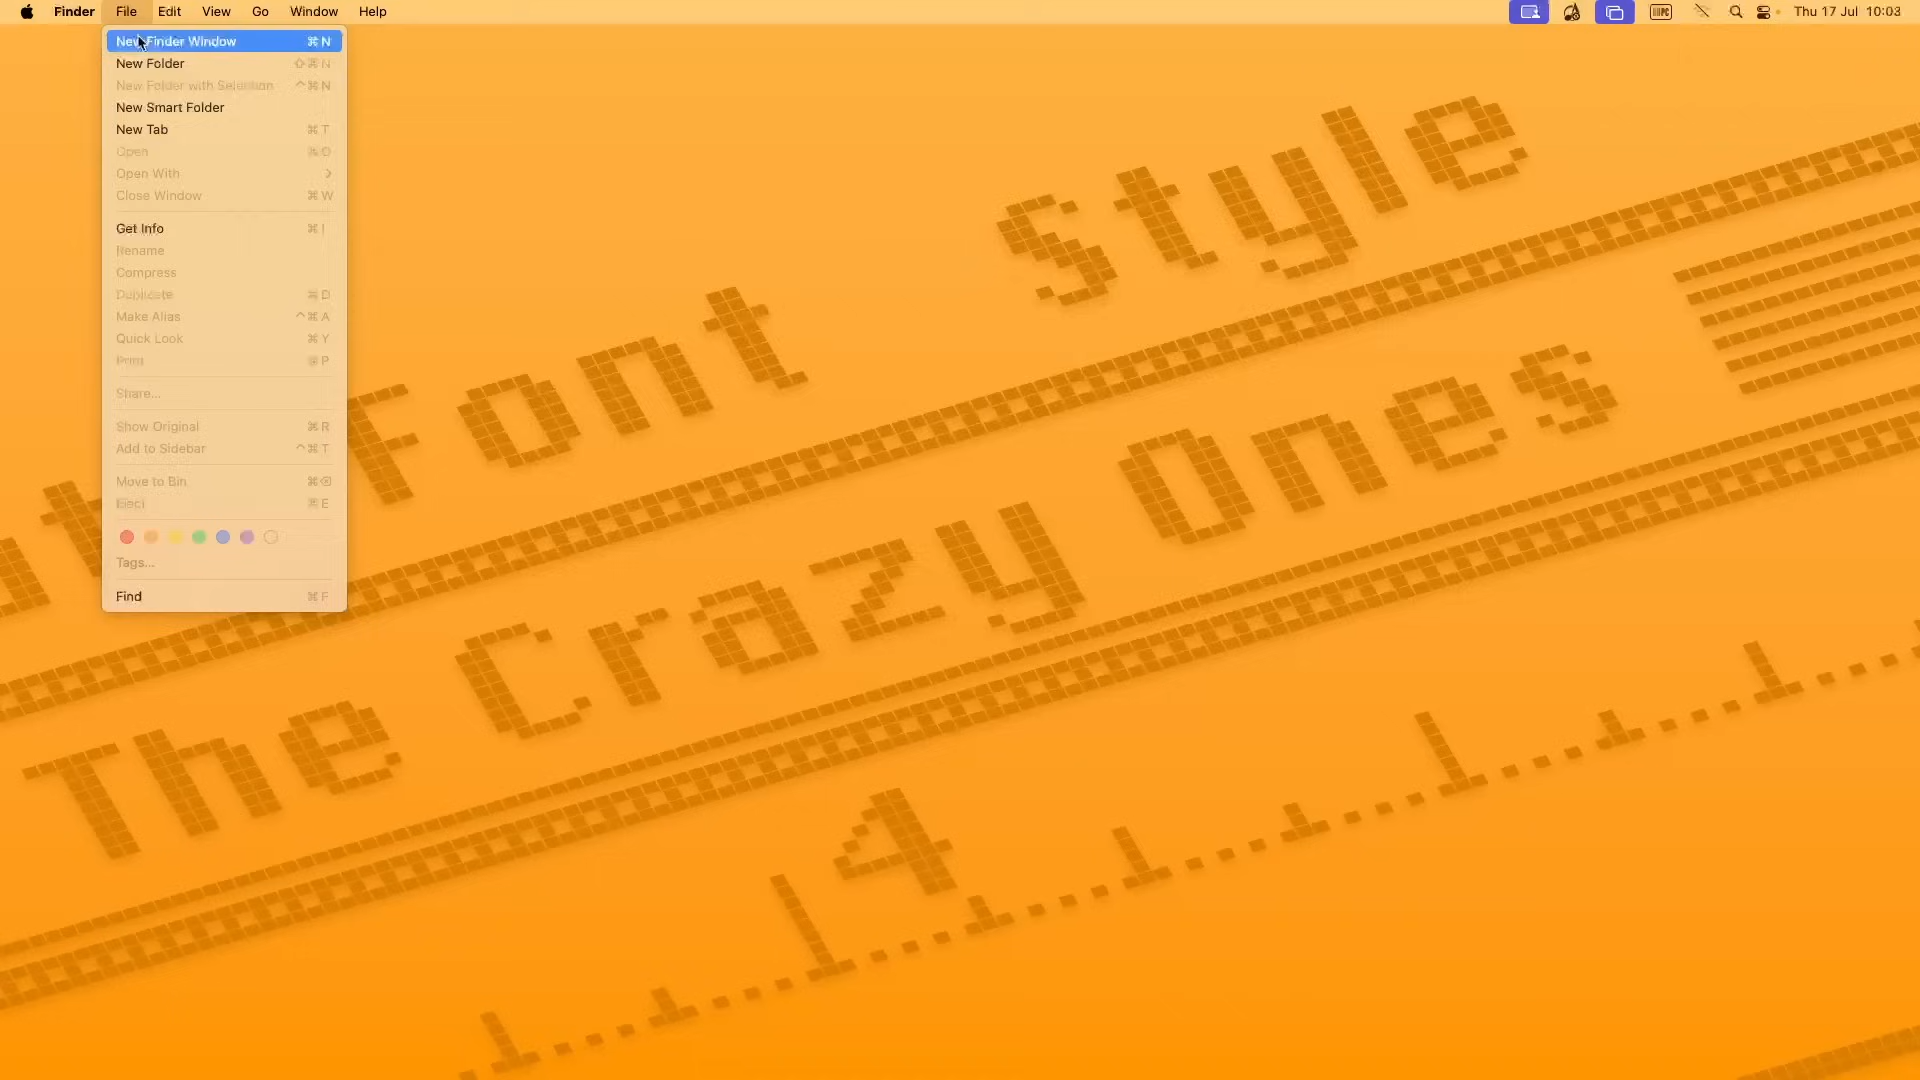 Finder File Edit View Go Window Help Thu 17 Jul 10:03
New Finder Window ⌘ N
New Folder ⇧ ⌘ N
New Folder with Selection ^ ⌘ N
New Smart Folder
New Tab ⌘ T
Open ⌘ O
Open With
Close Window ⌘ W
Get Info ⌘ I
Rename
Compress
Duplicate ⌘ D
Make Alias ^ ⌘ A
Quick Look ⌘ Y
Print ⌘ P
Share...
Show Original ⌘ R
Add to Sidebar ^ ⌘ T
Move to Bin ⌘ ⌫
Eject ⌘ E
Tags...
Find ⌘ F
Font Style
The Crazy Ones
14